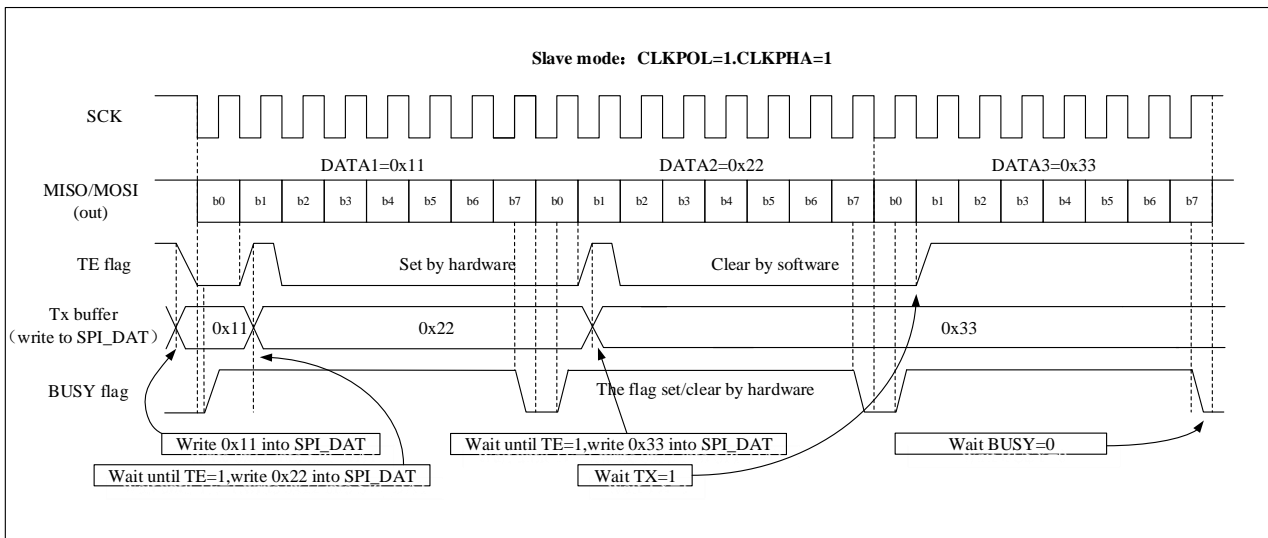 Slave mode：CLKPOL=1.CLKPHA=1
SCK
DATA1=0x11 DATA2=0x22 DATA3=0x33
MISO/MOSI
(out)
b0 b1 b2 b3 b4 b5 b6 b7 b0 b1 b2 b3 b4 b5 b6 b7 b0 b1 b2 b3 b4 b5 b6 b7
TE flag
Set by hardware
Clear by software
Tx buffer
（write to SPI_DAT）
0x11
0x22
0x33
BUSY flag
The flag set/clear by hardware
Write 0x11 into SPI_DAT
Wait until TE=1,write 0x33 into SPI_DAT
Wait BUSY=0
Wait until TE=1,write 0x22 into SPI_DAT
Wait TX=1